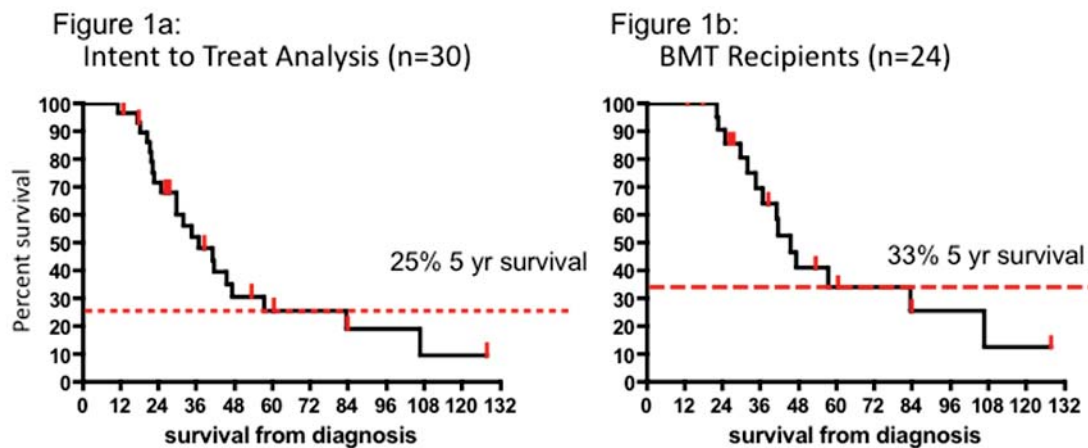 Figure 1a:
Intent to Treat Analysis (n=30)
Percent survival
100
90
80
70
60
50
40
30
20
10
0
25% 5 yr survival
0 12 24 36 48 60 72 84 96 108 120 132
survival from diagnosis
Figure 1b:
BMT Recipients (n=24)
100
90
80
70
60
50
40
30
20
10
0
33% 5 yr survival
0 12 24 36 48 60 72 84 96 108 120 132
survival from diagnosis